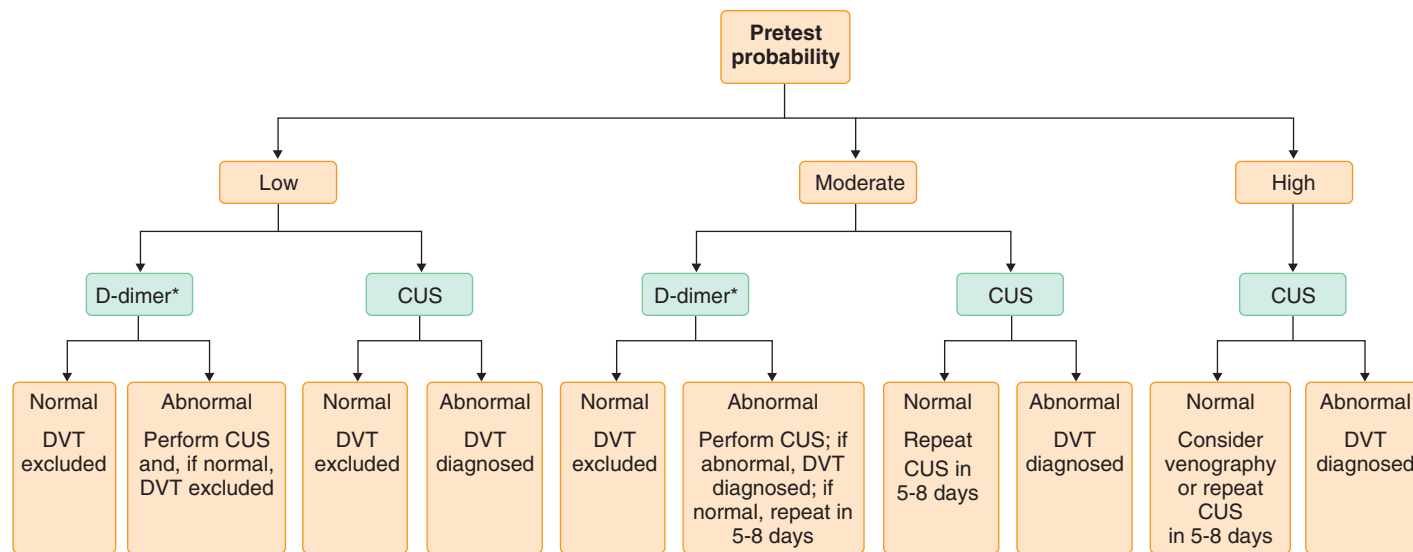 Pretest
probability
Low
Moderate
High
D-dimer*
CUS
D-dimer*
CUS
CUS
Normal
DVT
excluded
Abnormal
Perform CUS
and, if normal,
DVT excluded
Normal
DVT
excluded
Abnormal
DVT
diagnosed
Normal
DVT
excluded
Abnormal
Perform CUS; if
abnormal, DVT
diagnosed; if
normal, repeat in
5-8 days
Normal
Repeat
CUS in
5-8 days
Abnormal
DVT
diagnosed
Normal
Consider
venography
or repeat
CUS
in 5-8 days
Abnormal
DVT
diagnosed